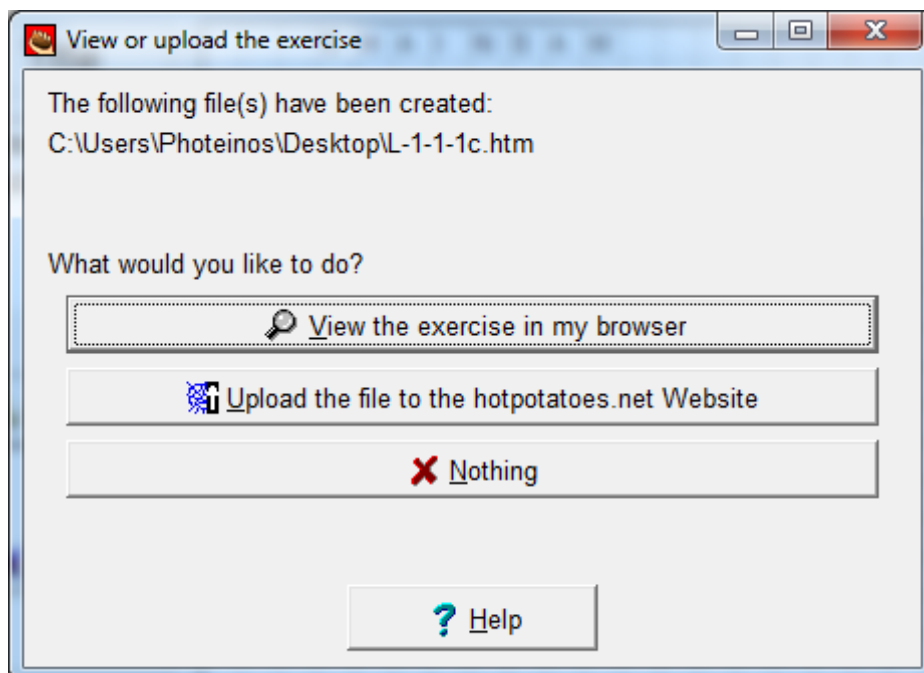 View or upload the exercise
The following file(s) have been created:
C:\Users\Photeinos\Desktop\L-1-1-1c.htm
What would you like to do?
View the exercise in my browser
Upload the file to the hotpotatoes.net Website
Nothing
? Help